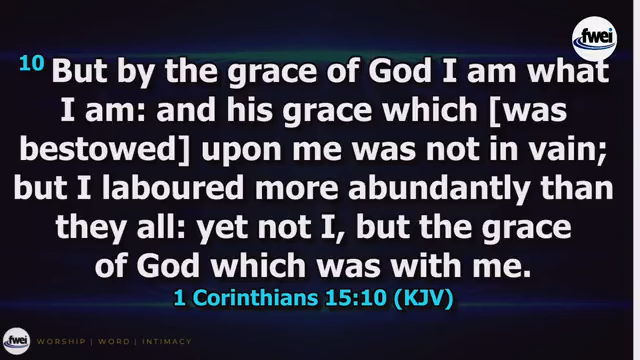 fwei
10 But by the grace of God I am what
I am: and his grace which [was
bestowed] upon me was not in vain;
but I laboured more abundantly than
they all: yet not I, but the grace
of God which was with me.
1 Corinthians 15:10 (KJV)
fwei WORSHIP | WORD | INTIMACY